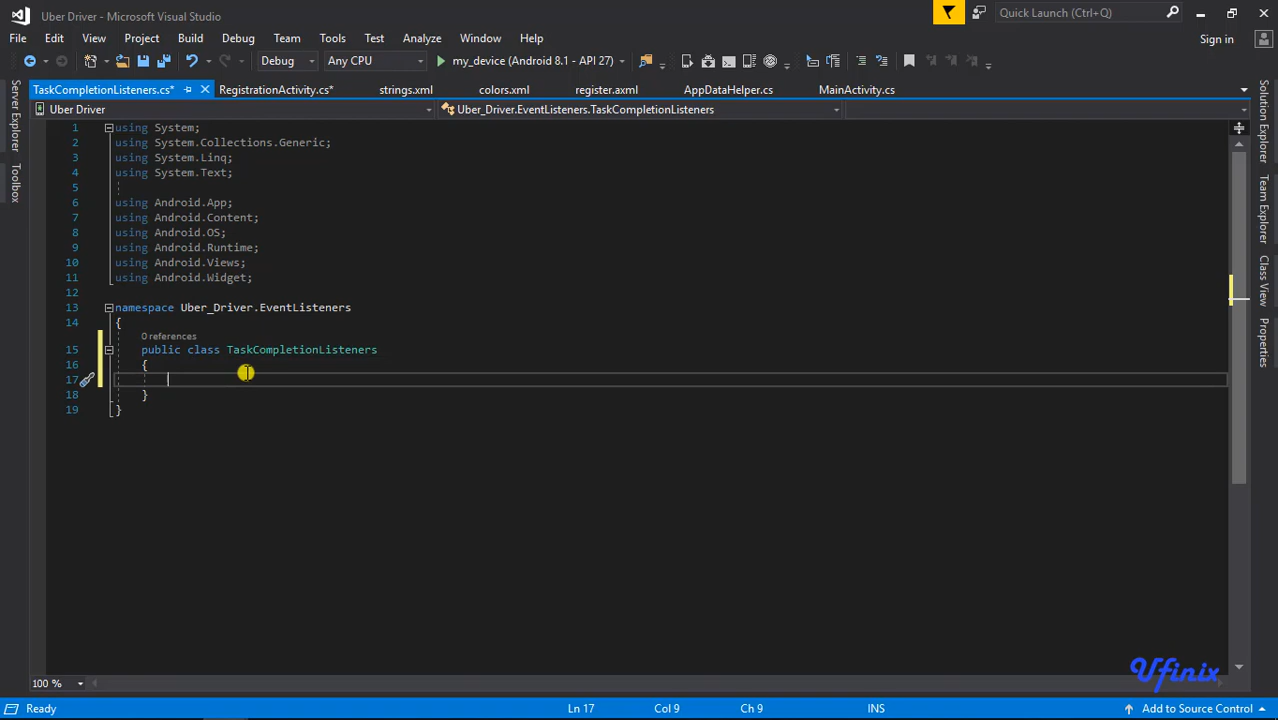 Uber Driver - Microsoft Visual Studio
Quick Launch (Ctrl+Q)
File Edit View Project Build Debug Team Tools Test Analyze Window Help
Sign in
Debug Any CPU my_device (Android 8.1 - API 27)
TaskCompletionListeners.cs* RegistrationActivity.cs* strings.xml colors.xml register.axml AppDataHelper.cs MainActivity.cs
Uber Driver Uber_Driver.EventListeners.TaskCompletionListeners
Server Explorer
Toolbox
1 using System;
2 using System.Collections.Generic;
3 using System.Linq;
4 using System.Text;
5
6 using Android.App;
7 using Android.Content;
8 using Android.OS;
9 using Android.Runtime;
10 using Android.Views;
11 using Android.Widget;
12
13 namespace Uber_Driver.EventListeners
14 {
0 references
15 public class TaskCompletionListeners
16 {
17
18 }
19 }
Solution Explorer
Team Explorer
Class View
Properties
Ufinix
100 %
Ready Ln 17 Col 9 Ch 9 INS Add to Source Control